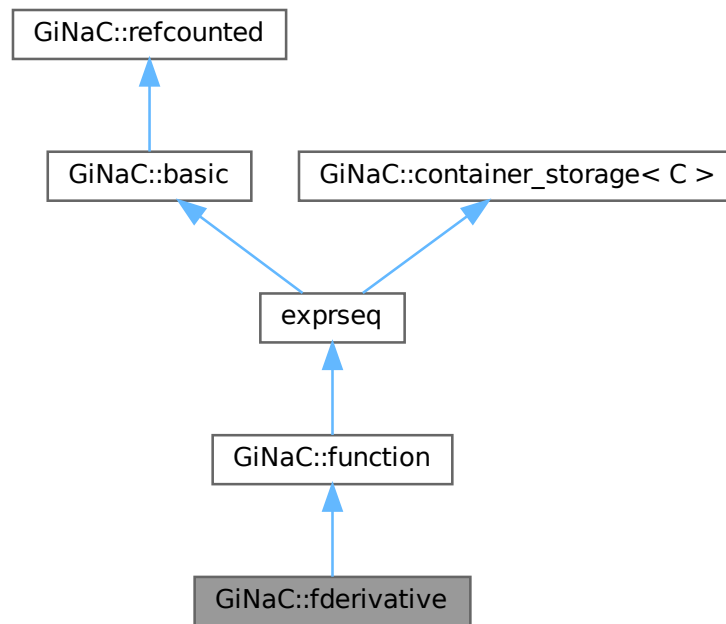 GiNaC::refcounted
GiNaC::basic
GiNaC::container_storage< C >
exprseq
GiNaC::function
GiNaC::fderivative